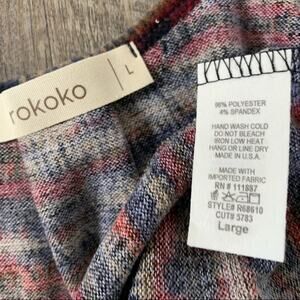 rokoko
L
96% POLYESTER
4% SPANDEX
HAND WASH COLD
DO NOT BLEACH
IRON LOW HEAT
HANG OR LINE DRY
MADE IN U.S.A.
MADE WITH
IMPORTED FABRIC
RN # 111887
STYLE# R68610
CUT# 5783
Large